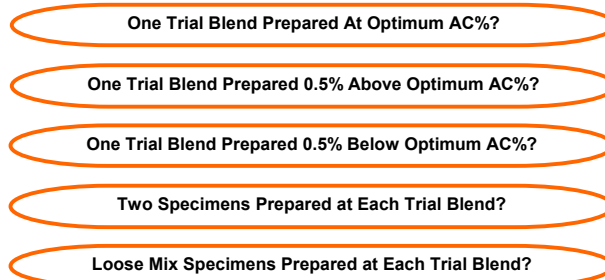 One Trial Blend Prepared At Optimum AC%?
One Trial Blend Prepared 0.5% Above Optimum AC%?
One Trial Blend Prepared 0.5% Below Optimum AC%?
Two Specimens Prepared at Each Trial Blend?
Loose Mix Specimens Prepared at Each Trial Blend?